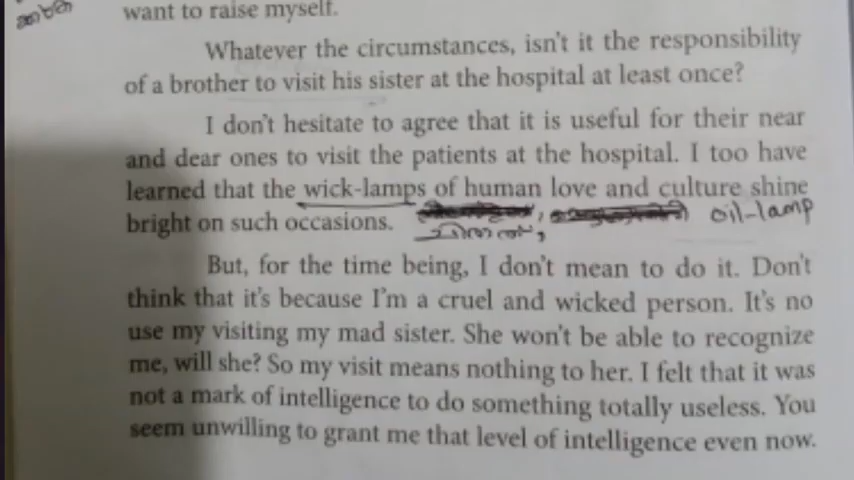 want to raise myself.
Whatever the circumstances, isn't it the responsibility
of a brother to visit his sister at the hospital at least once?
I don't hesitate to agree that it is useful for their near
and dear ones to visit the patients at the hospital. I too have
learned that the wick-lamps of human love and culture shine
bright on such occasions. oil-lamp
But, for the time being, I don't mean to do it. Don't
think that it's because I'm a cruel and wicked person. It's no
use my visiting my mad sister. She won't be able to recognize
me, will she? So my visit means nothing to her. I felt that it was
not a mark of intelligence to do something totally useless. You
seem unwilling to grant me that level of intelligence even now.